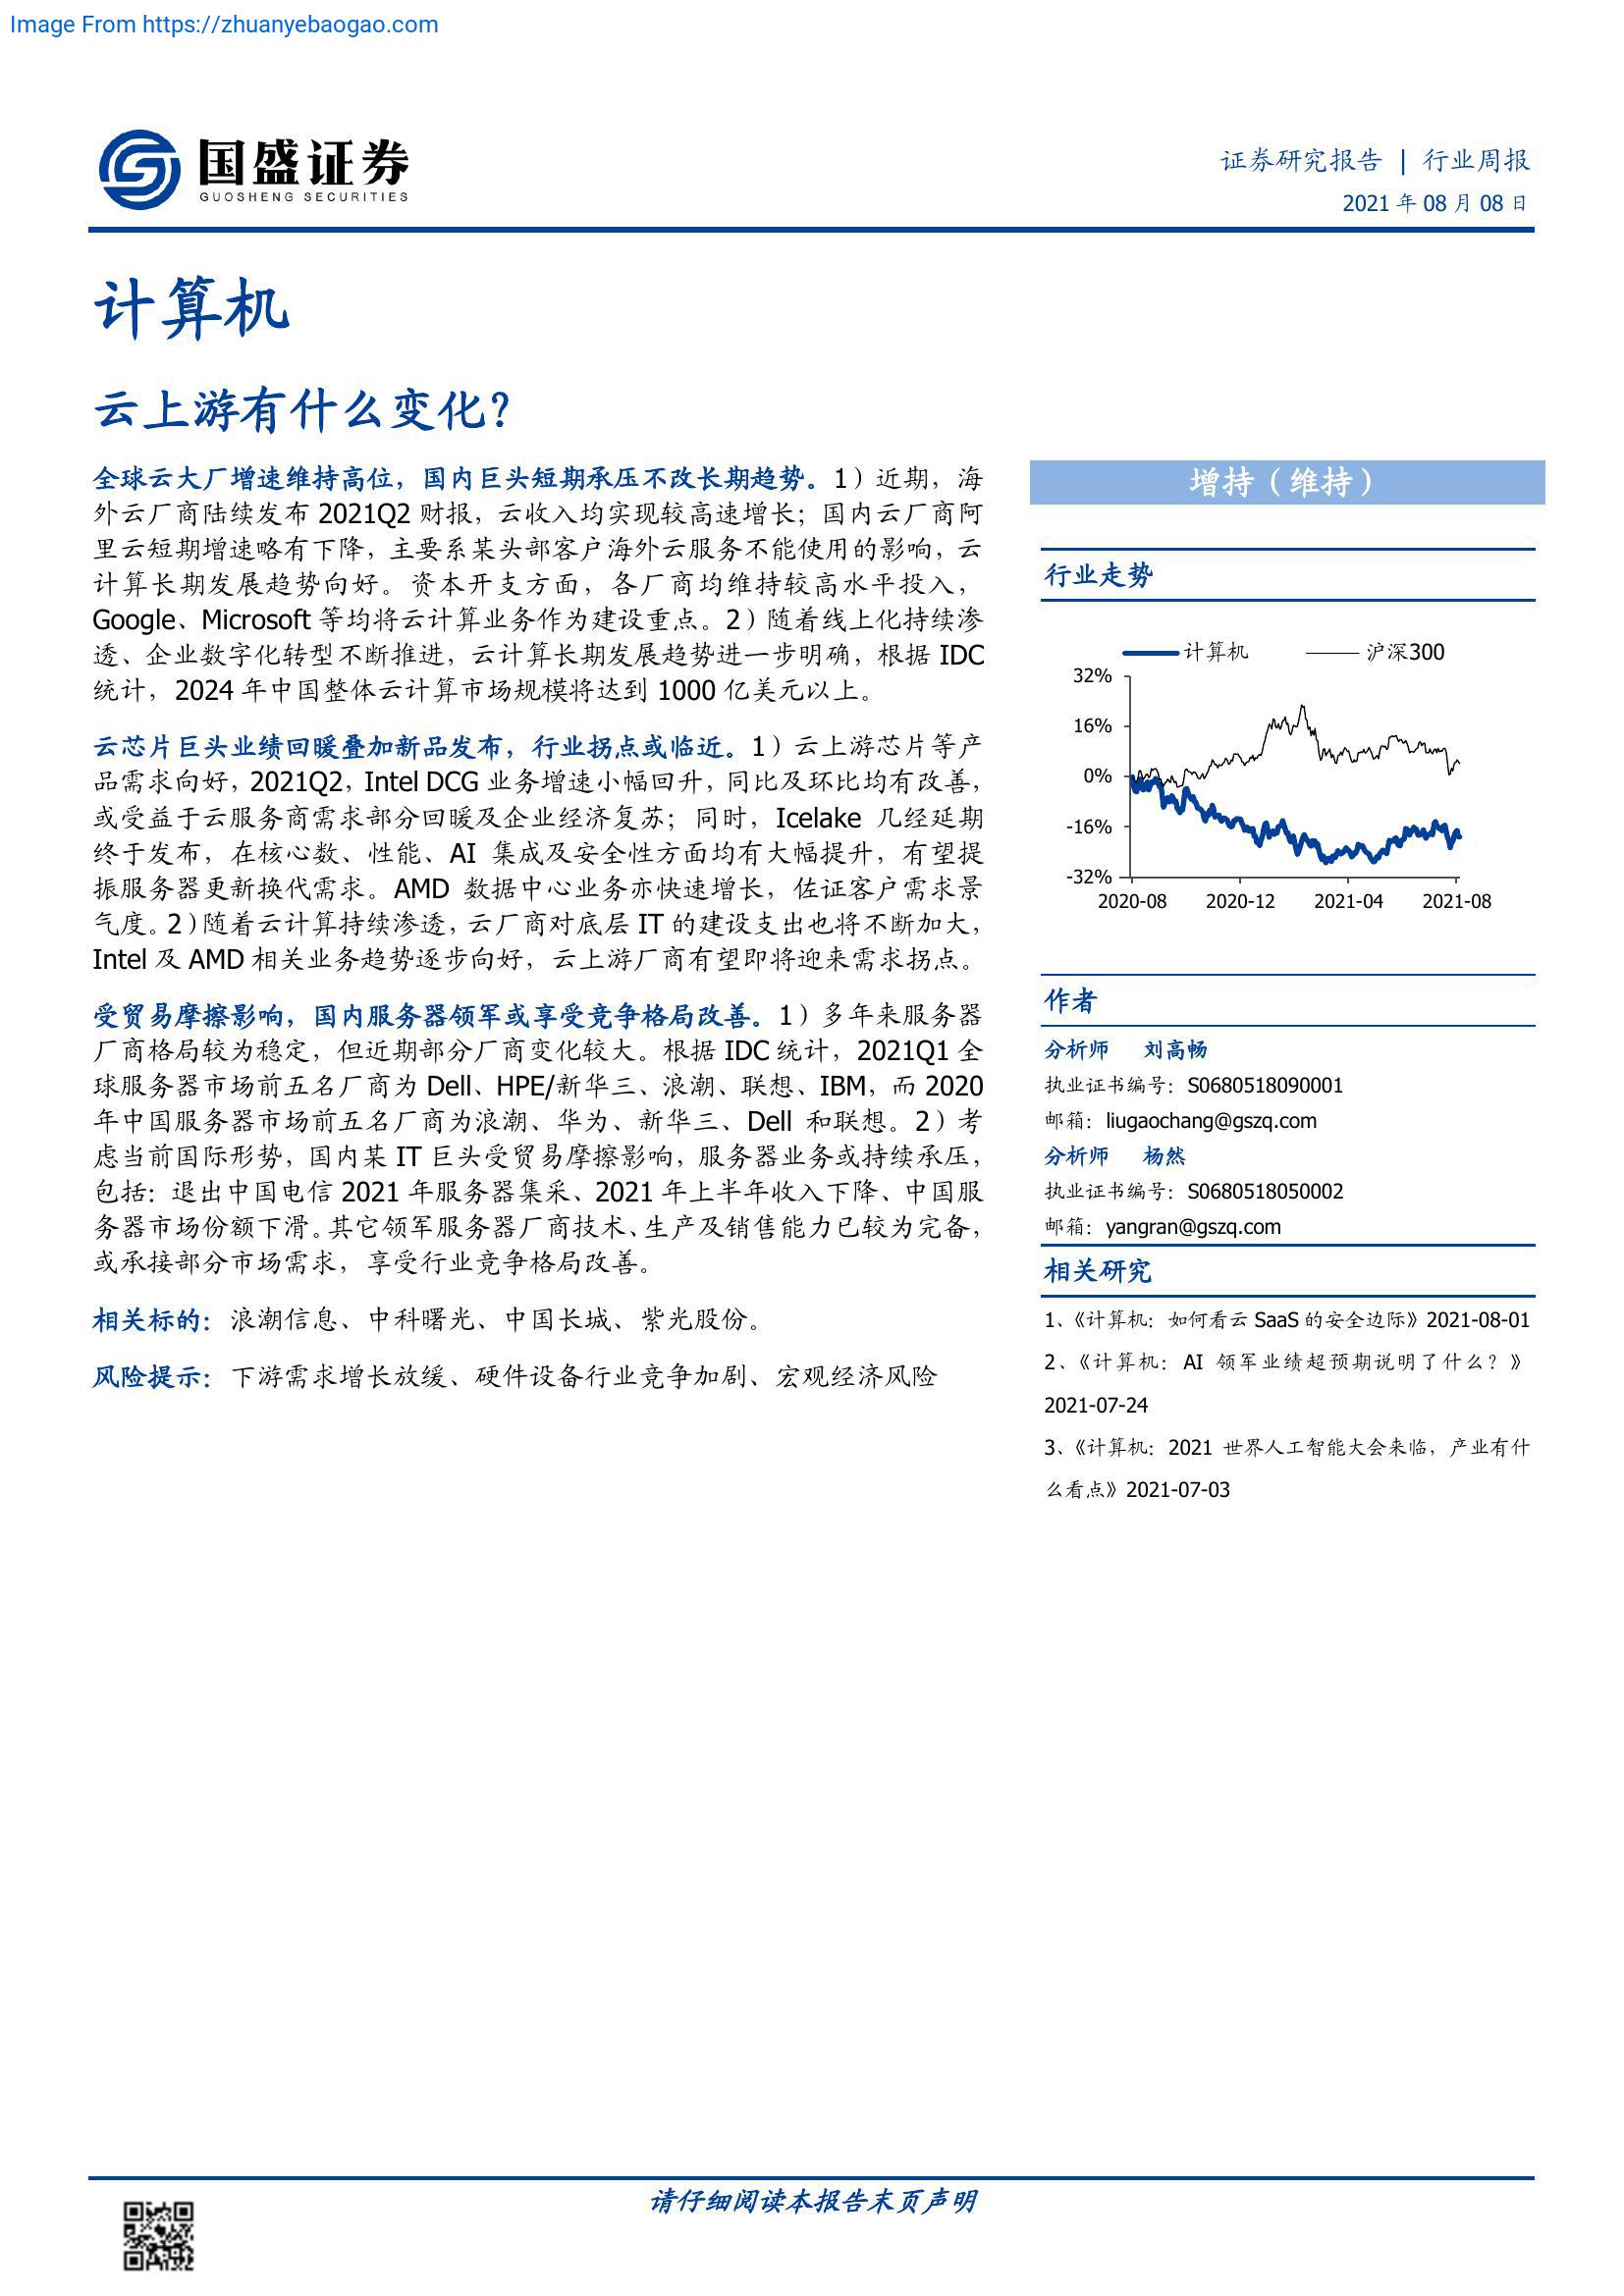 Image From https://zhuanyebaogao.com
国盛证券
GUOSHENG SECURITIES
证券研究报告 | 行业周报
2021 年 08 月 08 日
计算机
云上游有什么变化？
全球云大厂增速维持高位，国内巨头短期承压不改长期趋势。1）近期，海
外云厂商陆续发布 2021Q2 财报，云收入均实现较高速增长；国内云厂商阿
里云短期增速略有下降，主要系某头部客户海外云服务不能使用的影响，云
计算长期发展趋势向好。资本开支方面，各厂商均维持较高水平投入，
Google、Microsoft 等均将云计算业务作为建设重点。2）随着线上化持续渗
透、企业数字化转型不断推进，云计算长期发展趋势进一步明确，根据 IDC
统计，2024 年中国整体云计算市场规模将达到 1000 亿美元以上。
云芯片巨头业绩回暖叠加新品发布，行业拐点或临近。1）云上游芯片等产
品需求向好，2021Q2，Intel DCG 业务增速小幅回升，同比及环比均有改善，
或受益于云服务商需求部分回暖及企业经济复苏；同时，Icelake 几经延期
终于发布，在核心数、性能、AI 集成及安全性方面均有大幅提升，有望提
振服务器更新换代需求。AMD 数据中心业务亦快速增长，佐证客户需求景
气度。2）随着云计算持续渗透，云厂商对底层 IT 的建设支出也将不断加大，
Intel 及 AMD 相关业务趋势逐步向好，云上游厂商有望即将迎来需求拐点。
受贸易摩擦影响，国内服务器领军或享受竞争格局改善。1）多年来服务器
厂商格局较为稳定，但近期部分厂商变化较大。根据 IDC 统计，2021Q1 全
球服务器市场前五名厂商为 Dell、HPE/新华三、浪潮、联想、IBM，而 2020
年中国服务器市场前五名厂商为浪潮、华为、新华三、Dell 和联想。2）考
虑当前国际形势，国内某 IT 巨头受贸易摩擦影响，服务器业务或持续承压，
包括：退出中国电信 2021 年服务器集采、2021 年上半年收入下降、中国服
务器市场份额下滑。其它领军服务器厂商技术、生产及销售能力已较为完备，
或承接部分市场需求，享受行业竞争格局改善。
相关标的：浪潮信息、中科曙光、中国长城、紫光股份。
风险提示：下游需求增长放缓、硬件设备行业竞争加剧、宏观经济风险
增持（维持）
行业走势
计算机 沪深300
32%
16%
0%
-16%
-32%
2020-08 2020-12 2021-04 2021-08
作者
分析师 刘高畅
执业证书编号：S0680518090001
邮箱：liugaochang@gszq.com
分析师 杨然
执业证书编号：S0680518050002
邮箱：yangran@gszq.com
相关研究
1、《计算机：如何看云 SaaS 的安全边际》2021-08-01
2、《计算机：AI 领军业绩超预期说明了什么？》
2021-07-24
3、《计算机：2021 世界人工智能大会来临，产业有什
么看点》2021-07-03
请仔细阅读本报告末页声明